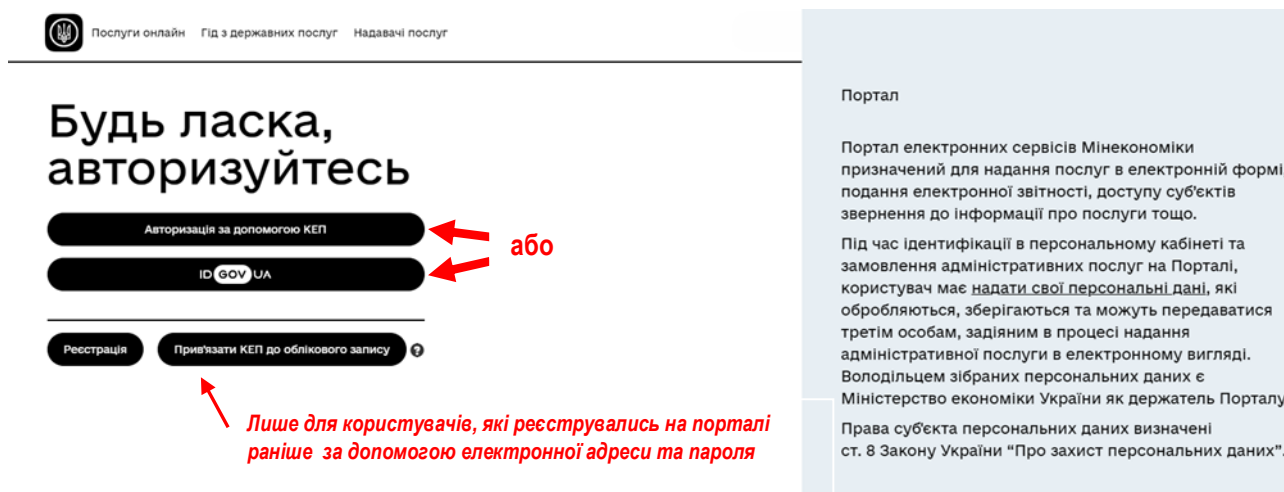 Послуги онлайн Гід з державних послуг Надавачі послуг
Будь ласка,
авторизуйтесь
Авторизація за допомогою КЕП
ID GOV UA
або
Реєстрація
Прив'язати КЕП до облікового запису
?
Лише для користувачів, які реєструвались на порталі
раніше за допомогою електронної адреси та пароля
Портал
Портал електронних сервісів Мінекономіки
призначений для надання послуг в електронній формі,
подання електронної звітності, доступу суб'єктів
звернення до інформації про послуги тощо.
Під час ідентифікації в персональному кабінеті та
замовлення адміністративних послуг на Порталі,
користувач має надати свої персональні дані, які
обробляються, зберігаються та можуть передаватися
третім особам, задіяним в процесі надання
адміністративної послуги в електронному вигляді.
Володільцем зібраних персональних даних є
Міністерство економіки України як держатель Порталу
Права суб'єкта персональних даних визначені
ст. 8 Закону України “Про захист персональних даних”.